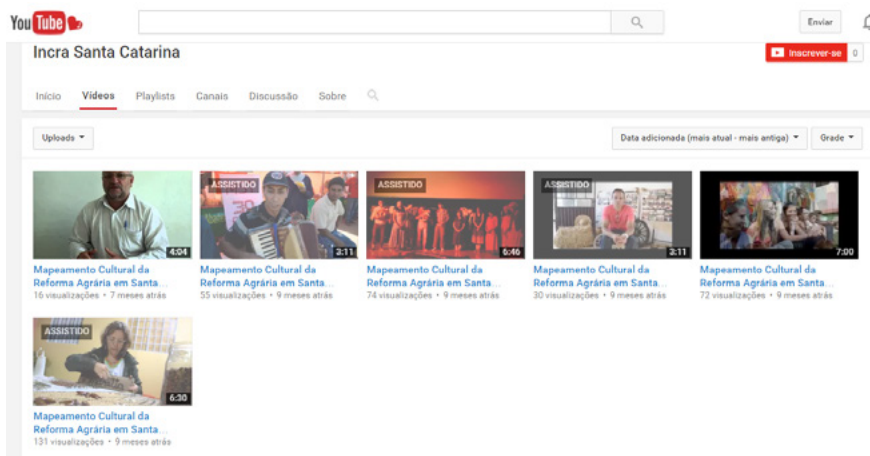 You Tube
Enviar
Incra Santa Catarina
Inscrever-se 0
Início Vídeos Playlists Canais Discussão Sobre
Uploads
Data adicionada (mais atual - mais antiga) Grade
4:04
ASSISTIDO
3:11
ASSISTIDO
6:46
ASSISTIDO
3:11
7:00
Mapeamento Cultural da
Reforma Agrária em Santa...
16 visualizações • 7 meses atrás
Mapeamento Cultural da
Reforma Agrária em Santa...
55 visualizações • 9 meses atrás
Mapeamento Cultural da
Reforma Agrária em Santa...
74 visualizações • 9 meses atrás
Mapeamento Cultural da
Reforma Agrária em Santa...
30 visualizações • 9 meses atrás
Mapeamento Cultural da
Reforma Agrária em Santa...
72 visualizações • 9 meses atrás
ASSISTIDO
6:30
Mapeamento Cultural da
Reforma Agrária em Santa...
131 visualizações • 9 meses atrás